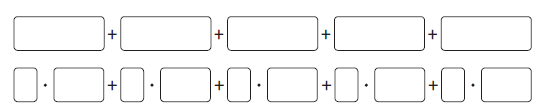 + + + +
· + · + · + · + ·